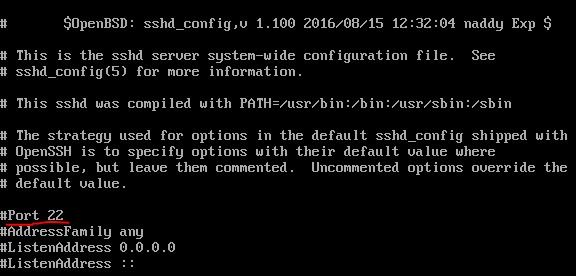 #       $OpenBSD: sshd_config,v 1.100 2016/08/15 12:32:04 naddy Exp $
# This is the sshd server system-wide configuration file.  See
# sshd_config(5) for more information.
# This sshd was compiled with PATH=/usr/bin:/bin:/usr/sbin:/sbin
# The strategy used for options in the default sshd_config shipped with
# OpenSSH is to specify options with their default value where
# possible, but leave them commented.  Uncommented options override the
# default value.
#Port 22
#AddressFamily any
#ListenAddress 0.0.0.0
#ListenAddress ::